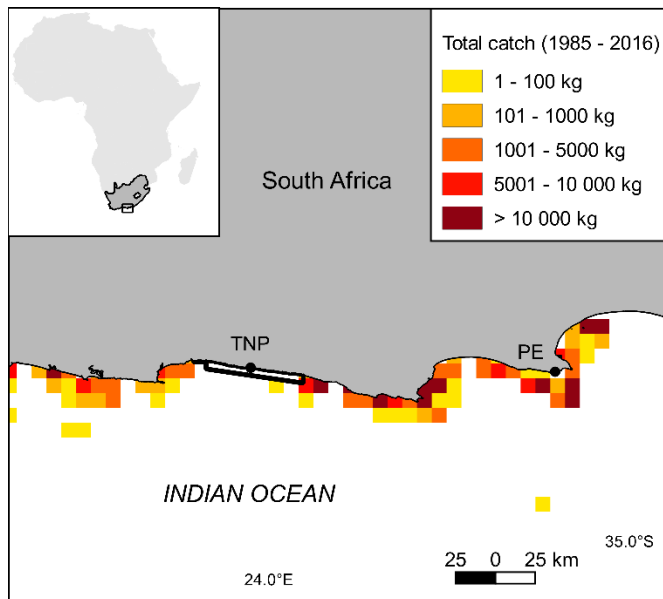 Total catch (1985 - 2016)
1 - 100 kg
101 - 1000 kg
1001 - 5000 kg
5001 - 10 000 kg
> 10 000 kg
South Africa
TNP
PE
INDIAN OCEAN
35.0°S
25 0 25 km
24.0°E